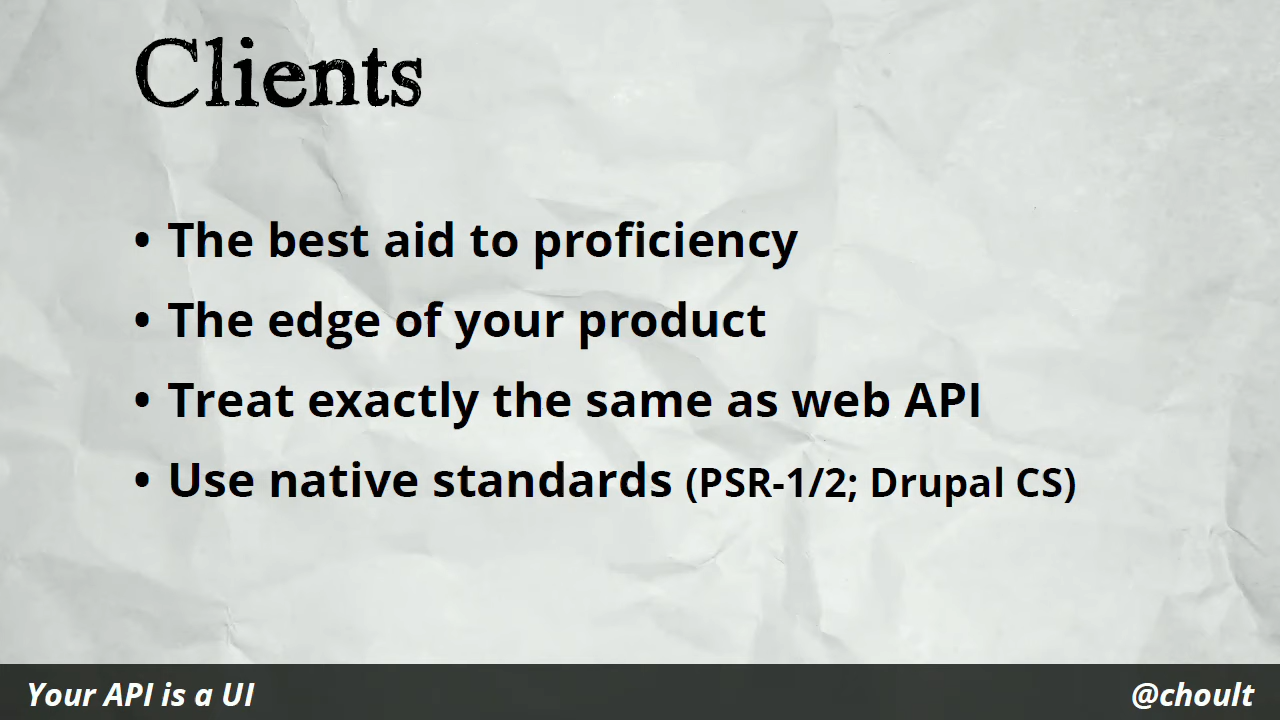 Clients
• The best aid to proficiency
• The edge of your product
• Treat exactly the same as web API
• Use native standards (PSR-1/2; Drupal CS)
Your API is a UI
@choult